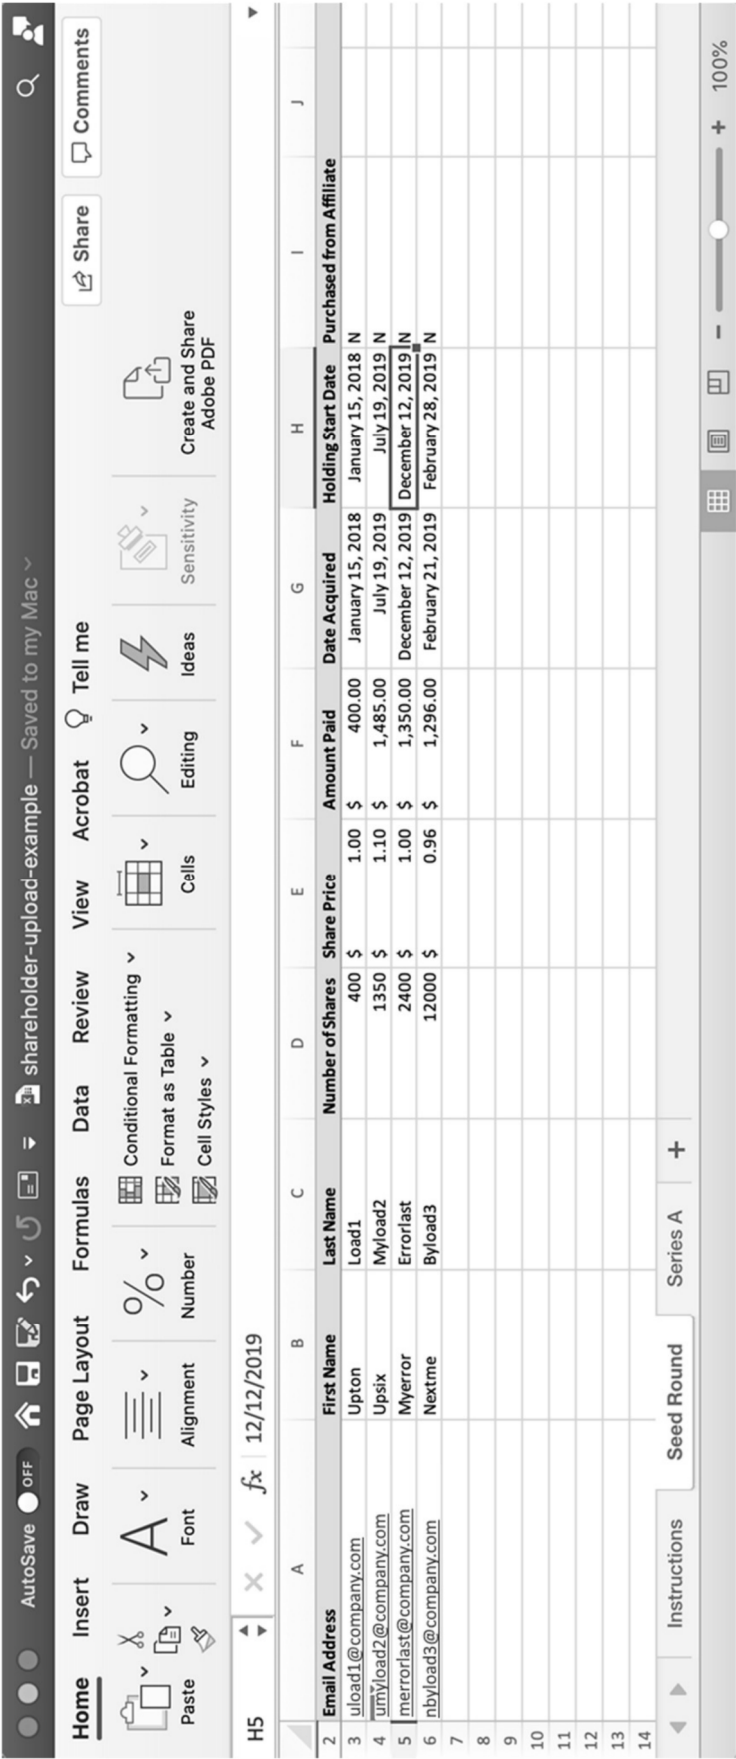 AutoSave OFF shareholder-upload-example — Saved to my Mac
Home Insert Draw Page Layout Formulas Data Review View Acrobat Tell me Share Comments
Paste Font Alignment Number Conditional Formatting Format as Table Cell Styles Cells Editing Ideas Sensitivity Create and Share Adobe PDF
H5 fx 12/12/2019
A B C D E F G H I J
2 Email Address First Name Last Name Number of Shares Share Price Amount Paid Date Acquired Holding Start Date Purchased from Affiliate
3 uload1@company.com Upton Load1 400 $ 1.00 $ 400.00 January 15, 2018 January 15, 2018 N
4 umyload2@company.com Upsix Myload2 1350 $ 1.10 $ 1,485.00 July 19, 2019 July 19, 2019 N
5 merrorlast@company.com Myerror Errorlast 2400 $ 1.00 $ 1,350.00 December 12, 2019 December 12, 2019 N
6 nbyload3@company.com Nextme Byload3 12000 $ 0.96 $ 1,296.00 February 21, 2019 February 28, 2019 N
7
8
9
10
11
12
13
14
Instructions Seed Round Series A +
- + 100%